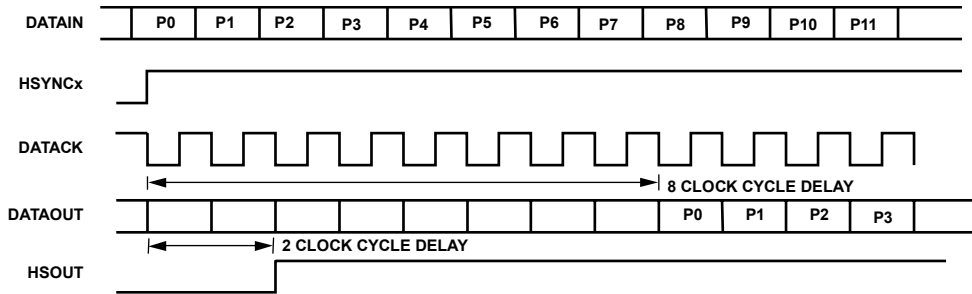 DATAIN P0 P1 P2 P3 P4 P5 P6 P7 P8 P9 P10 P11
HSYNCx
DATACK
8 CLOCK CYCLE DELAY
DATAOUT P0 P1 P2 P3
2 CLOCK CYCLE DELAY
HSOUT